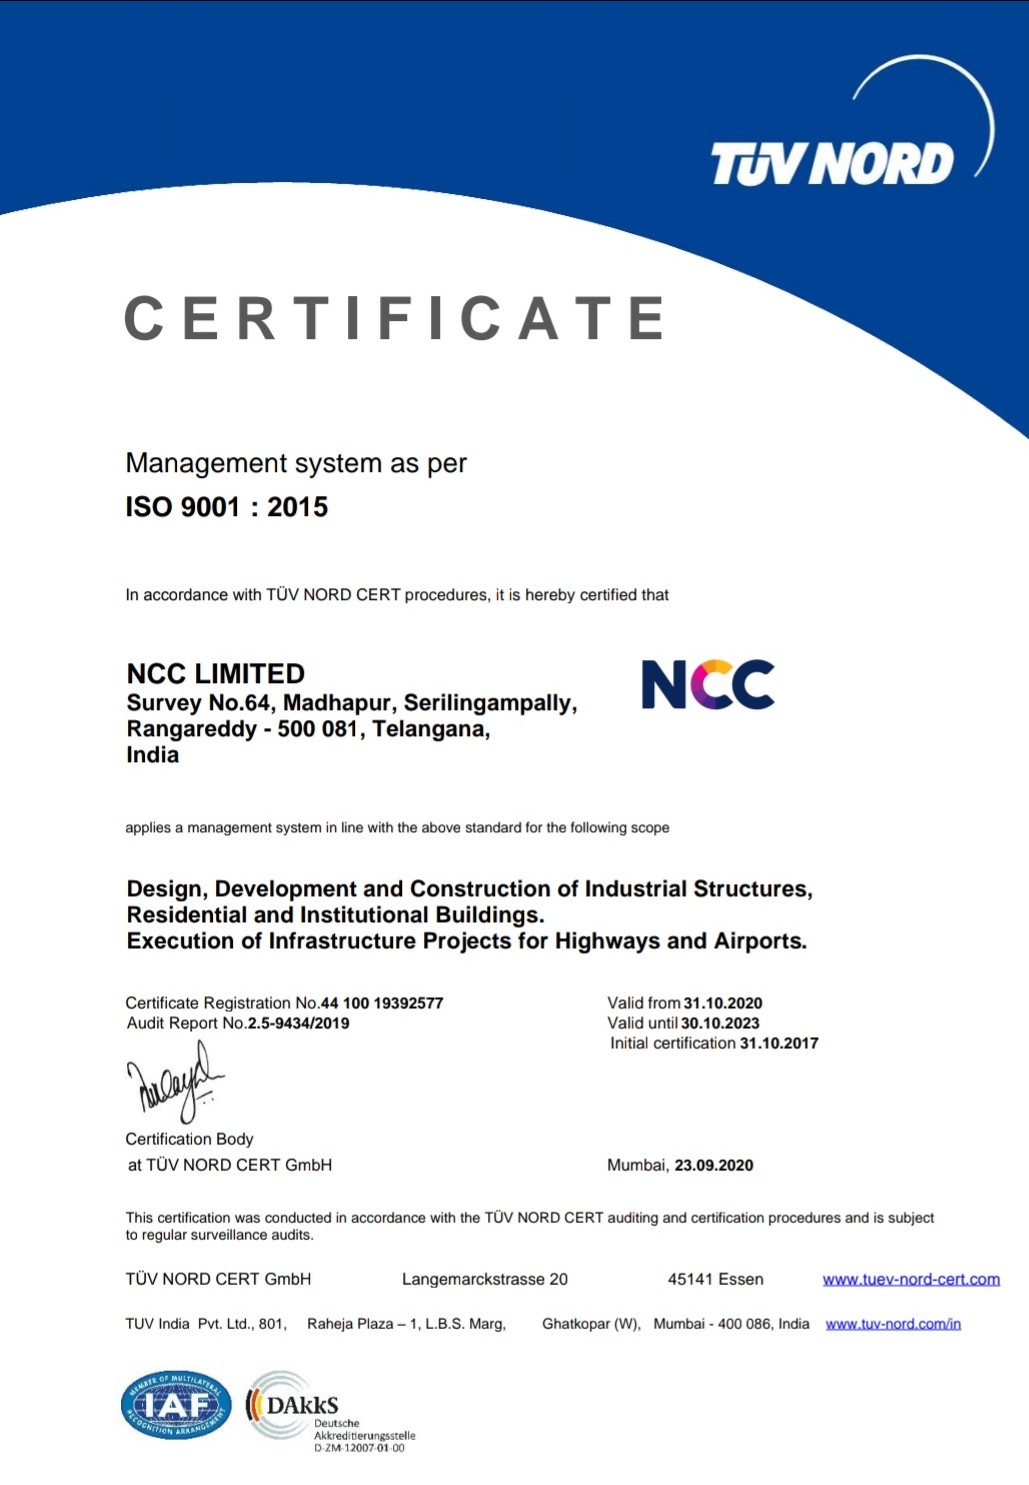 TÜV NORD
CERTIFICATE
Management system as per
ISO 9001 : 2015
In accordance with TÜV NORD CERT procedures, it is hereby certified that
NCC LIMITED
NCC
Survey No.64, Madhapur, Serilingampally,
Rangareddy - 500 081, Telangana,
India
applies a management system in line with the above standard for the following scope
Design, Development and Construction of Industrial Structures,
Residential and Institutional Buildings.
Execution of Infrastructure Projects for Highways and Airports.
Certificate Registration No.44 100 19392577
Audit Report No.2.5-9434/2019
Valid from 31.10.2020
Valid until 30.10.2023
Initial certification 31.10.2017
Certification Body
at TÜV NORD CERT GmbH
Mumbai, 23.09.2020
This certification was conducted in accordance with the TÜV NORD CERT auditing and certification procedures and is subject
to regular surveillance audits.
TÜV NORD CERT GmbH Langemarckstrasse 20 45141 Essen www.tuev-nord-cert.com
TUV India Pvt. Ltd., 801, Raheja Plaza – 1, L.B.S. Marg, Ghatkopar (W), Mumbai - 400 086, India www.tuv-nord.com/in
MEMBER OF MULTILATERAL
IAF
RECOGNITION ARRANGEMENT
DAkkS
Deutsche
Akkreditierungsstelle
D-ZM-12007-01-00